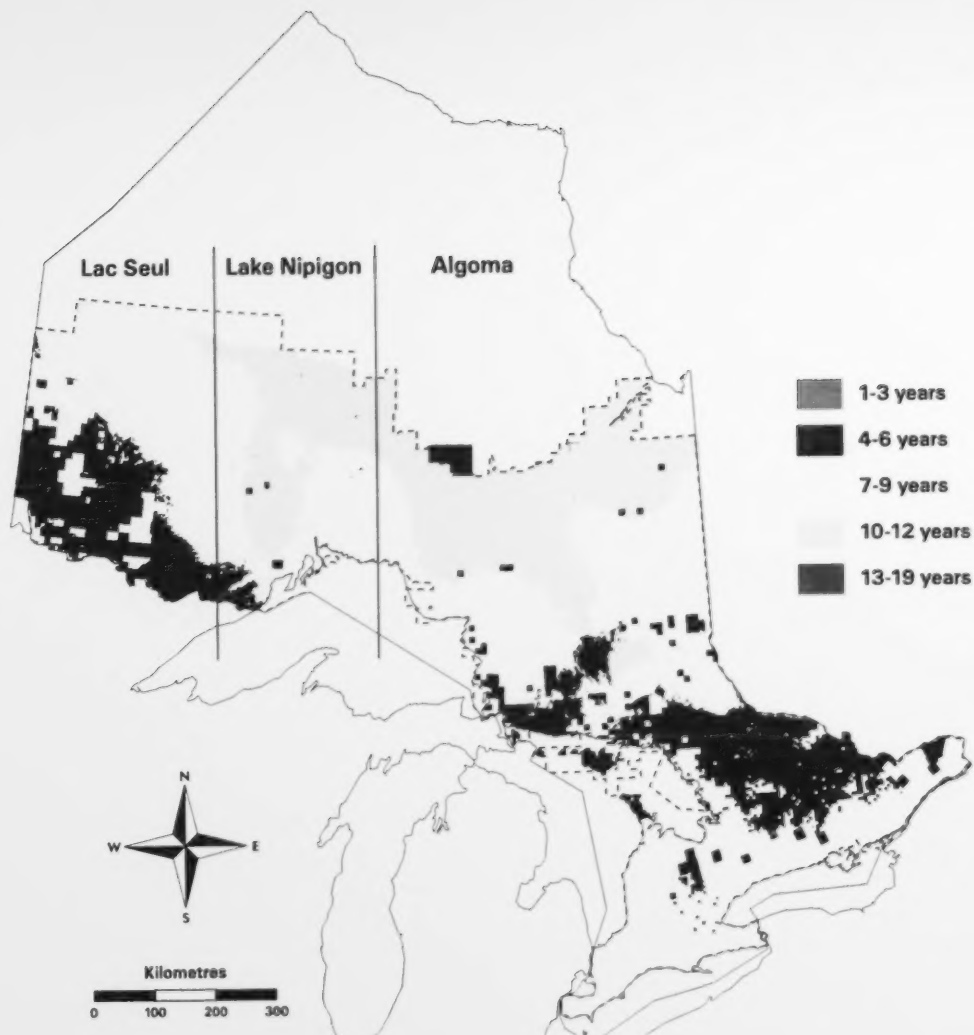 Lac Seul
Lake Nipigon
Algoma
1-3 years
4-6 years
7-9 years
10-12 years
13-19 years
N
W
E
S
Kilometres
0 100 200 300